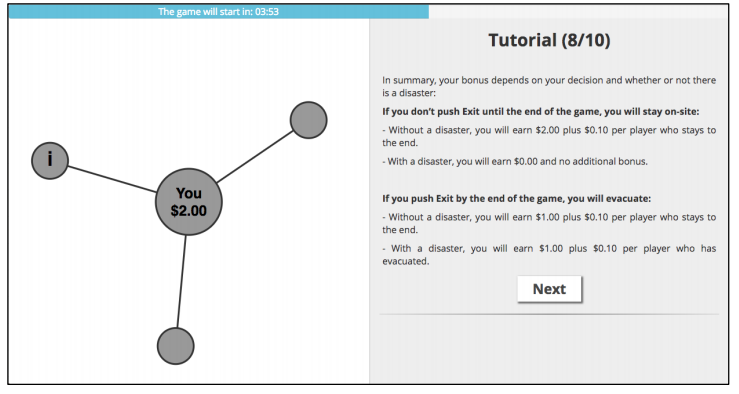 The game will start in: 03:53
Tutorial (8/10)
In summary, your bonus depends on your decision and whether or not there
is a disaster:
If you don't push Exit until the end of the game, you will stay on-site:
- Without a disaster, you will earn $2.00 plus $0.10 per player who stays to
the end.
- With a disaster, you will earn $0.00 and no additional bonus.
If you push Exit by the end of the game, you will evacuate:
- Without a disaster, you will earn $1.00 plus $0.10 per player who stays to
the end.
- With a disaster, you will earn $1.00 plus $0.10 per player who has
evacuated.
Next
i
You
$2.00